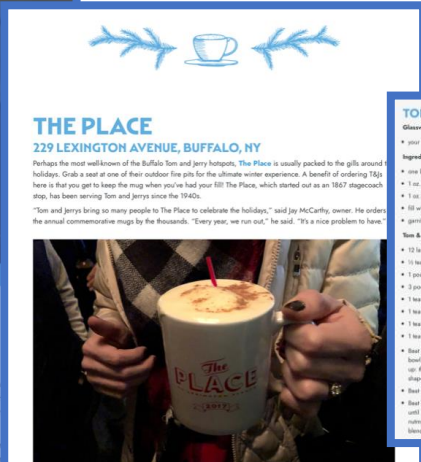 THE PLACE
229 LEXINGTON AVENUE, BUFFALO, NY
Perhaps the most well-known of the Buffalo Tom and Jerry hotspots, The Place is usually packed to the gills around
holidays. Grab a seat at one of their outdoor fire pits for the ultimate winter experience. A benefit of ordering T&Js
here is that you get to keep the mug when you've had your fill! The Place, which started out as an 1867 stagecoach
stop, has been serving Tom and Jerrys since the 1940s.
"Tom and Jerrys bring so many people to The Place to celebrate the holidays," said Jay McCarthy, owner. He orders
the annual commemorative mugs by the thousands. "Every year, we run out," he said. "It's a nice problem to have."
The
PLACE
2017
TO
Glassw
• your
Ingred
• one
• 1 oz.
• 1 oz.
• fill w
• garni
Tom &
• 12 la
• ½ te
• 1 po
• 3 po
• 1 tea
• 1 tea
• 1 tea
• 1 tea
• Beat
bowl
up
shap
• Beat
• Beat
until
nutm
blen